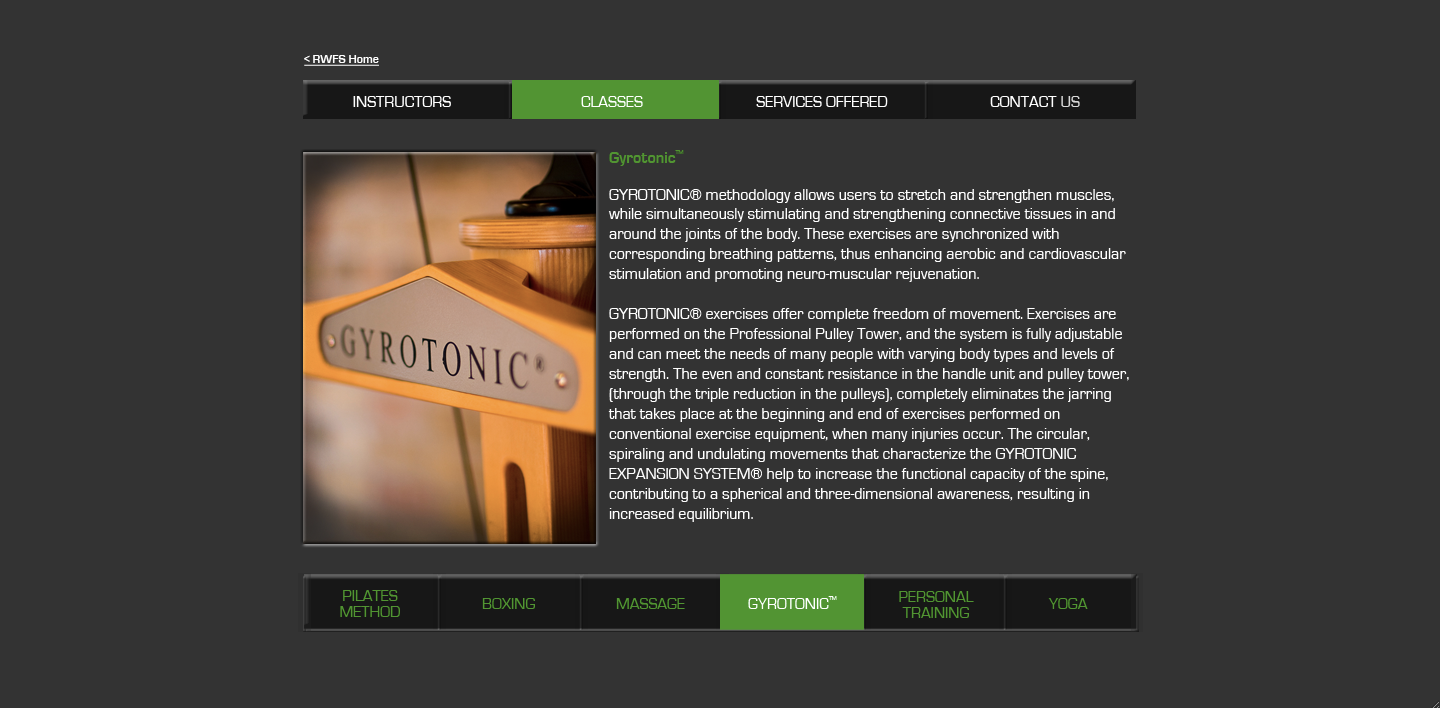 < RWFS Home
INSTRUCTORS CLASSES SERVICES OFFERED CONTACT US
Gyrotonic™
GYROTONIC® methodology allows users to stretch and strengthen muscles,
while simultaneously stimulating and strengthening connective tissues in and
around the joints of the body. These exercises are synchronized with
corresponding breathing patterns, thus enhancing aerobic and cardiovascular
stimulation and promoting neuro-muscular rejuvenation.
GYROTONIC® exercises offer complete freedom of movement. Exercises are
performed on the Professional Pulley Tower, and the system is fully adjustable
and can meet the needs of many people with varying body types and levels of
strength. The even and constant resistance in the handle unit and pulley tower,
(through the triple reduction in the pulleys), completely eliminates the jarring
that takes place at the beginning and end of exercises performed on
conventional exercise equipment, when many injuries occur. The circular,
spiraling and undulating movements that characterize the GYROTONIC
EXPANSION SYSTEM® help to increase the functional capacity of the spine,
contributing to a spherical and three-dimensional awareness, resulting in
increased equilibrium.
GYROTONIC®
PILATES
METHOD
BOXING
MASSAGE
GYROTONIC™
PERSONAL
TRAINING
YOGA